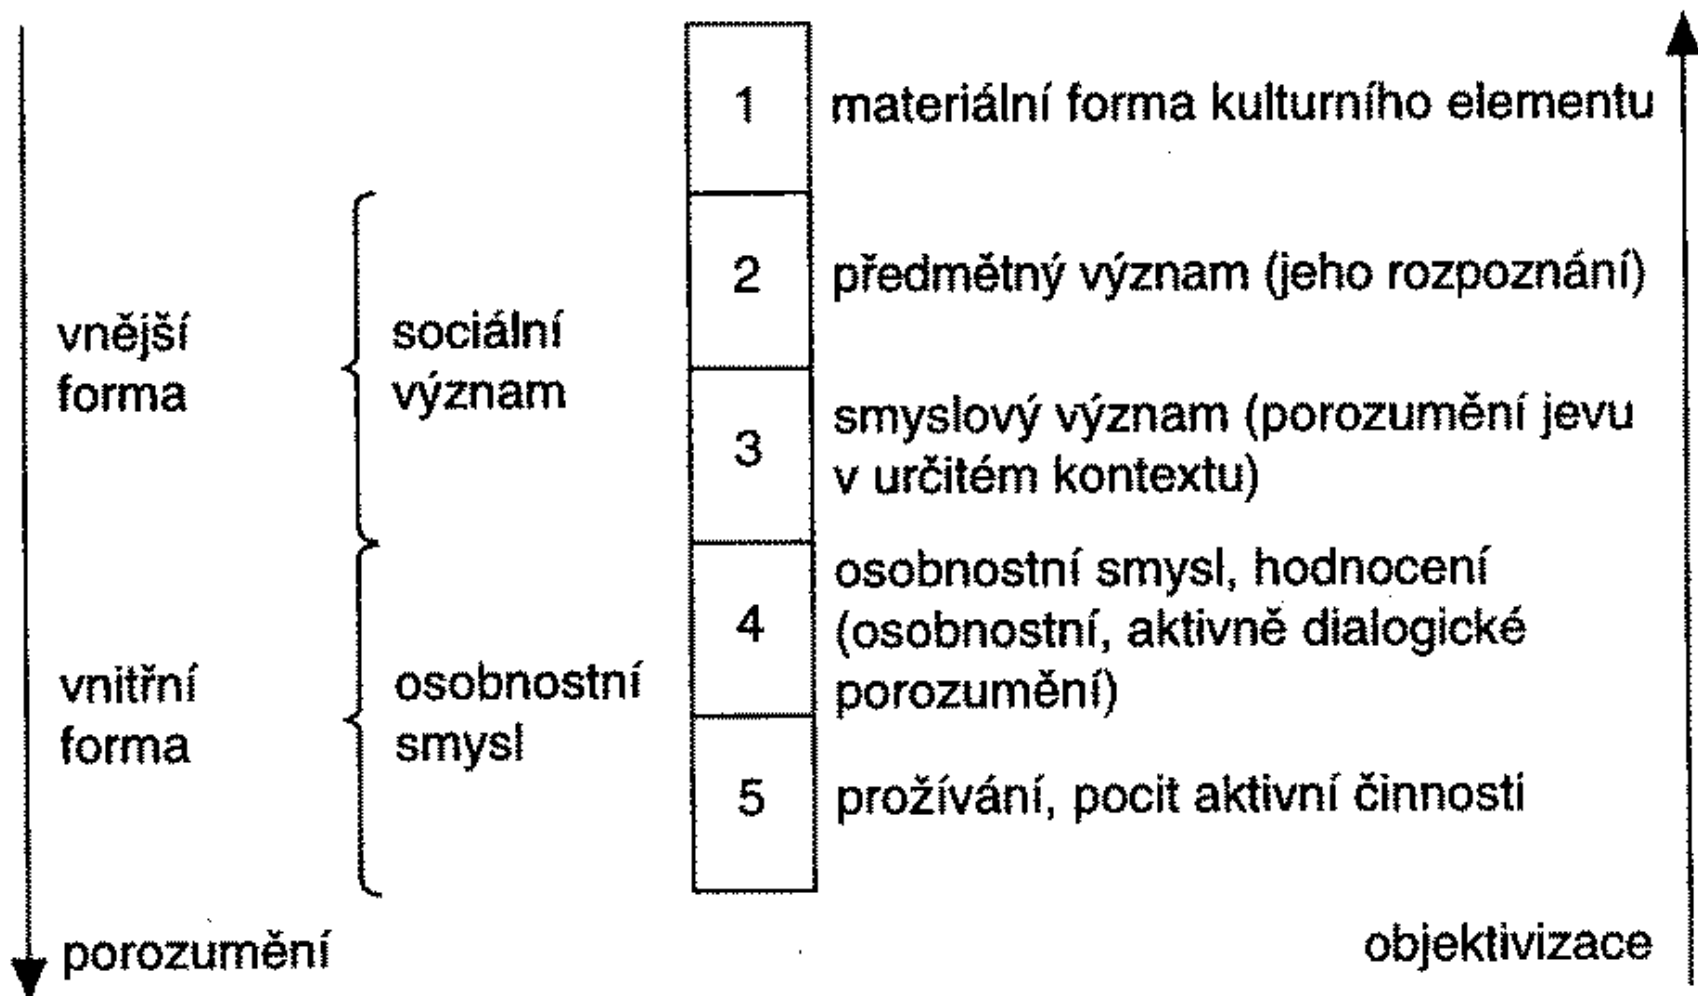 1
materiální forma kulturního elementu
2
předmětný význam (jeho rozpoznání)
vnější
forma
sociální
význam
3
smyslový význam (porozumění jevu
v určitém kontextu)
4
osobnostní smysl, hodnocení
(osobnostní, aktivně dialogické
porozumění)
vnitřní
forma
osobnostní
smysl
5
prožívání, pocit aktivní činnosti
porozumění
objektivizace